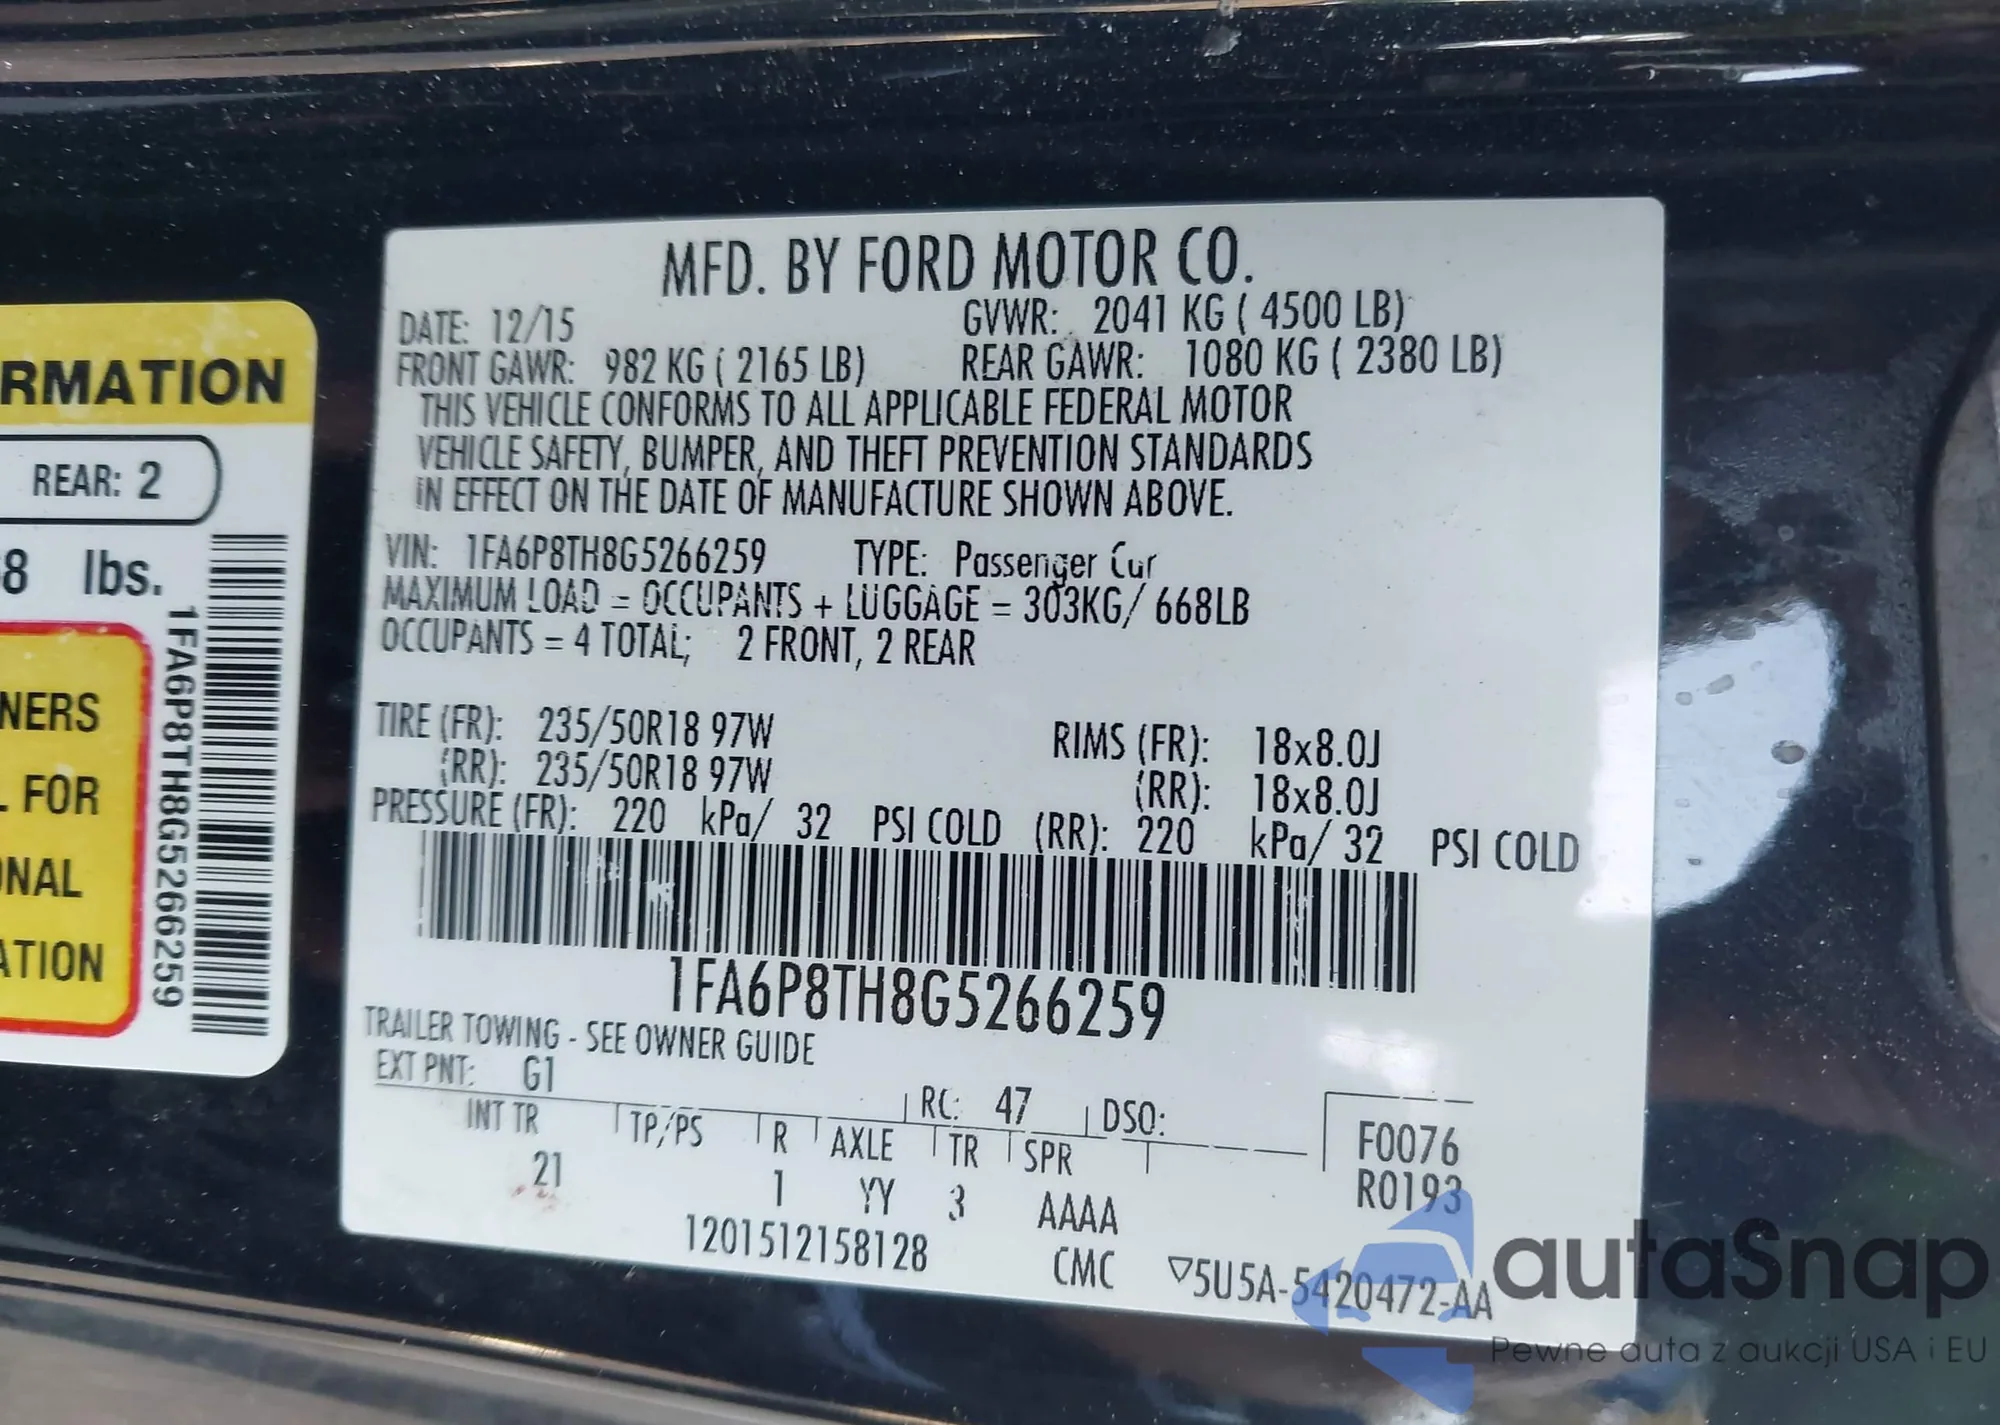 RMATION
REAR: 2
8 lbs.
NERS
L FOR
ONAL
ATION
1FA6P8TH8G5266259
MFD. BY FORD MOTOR CO.
DATE: 12/15 GVWR: 2041 KG ( 4500 LB)
FRONT GAWR: 982 KG ( 2165 LB) REAR GAWR: 1080 KG ( 2380 LB)
THIS VEHICLE CONFORMS TO ALL APPLICABLE FEDERAL MOTOR
VEHICLE SAFETY, BUMPER, AND THEFT PREVENTION STANDARDS
IN EFFECT ON THE DATE OF MANUFACTURE SHOWN ABOVE.
VIN: 1FA6P8TH8G5266259 TYPE: Passenger Car
MAXIMUM LOAD = OCCUPANTS + LUGGAGE = 303KG/ 668LB
OCCUPANTS = 4 TOTAL; 2 FRONT, 2 REAR
TIRE (FR): 235/50R18 97W RIMS (FR): 18x8.0J
(RR): 235/50R18 97W (RR): 18x8.0J
PRESSURE (FR): 220 kPa/ 32 PSI COLD (RR): 220 kPa/ 32 PSI COLD
1FA6P8TH8G5266259
TRAILER TOWING - SEE OWNER GUIDE
EXT PNT: G1 RC: 47 DSO: F0076
INT TR TP/PS R AXLE TR SPR R0193
21 1 YY 3 AAAA
1201512158128 CMC ▽5U5A-5420472-AA
autaSnap
Pewne auta z aukcji USA i EU